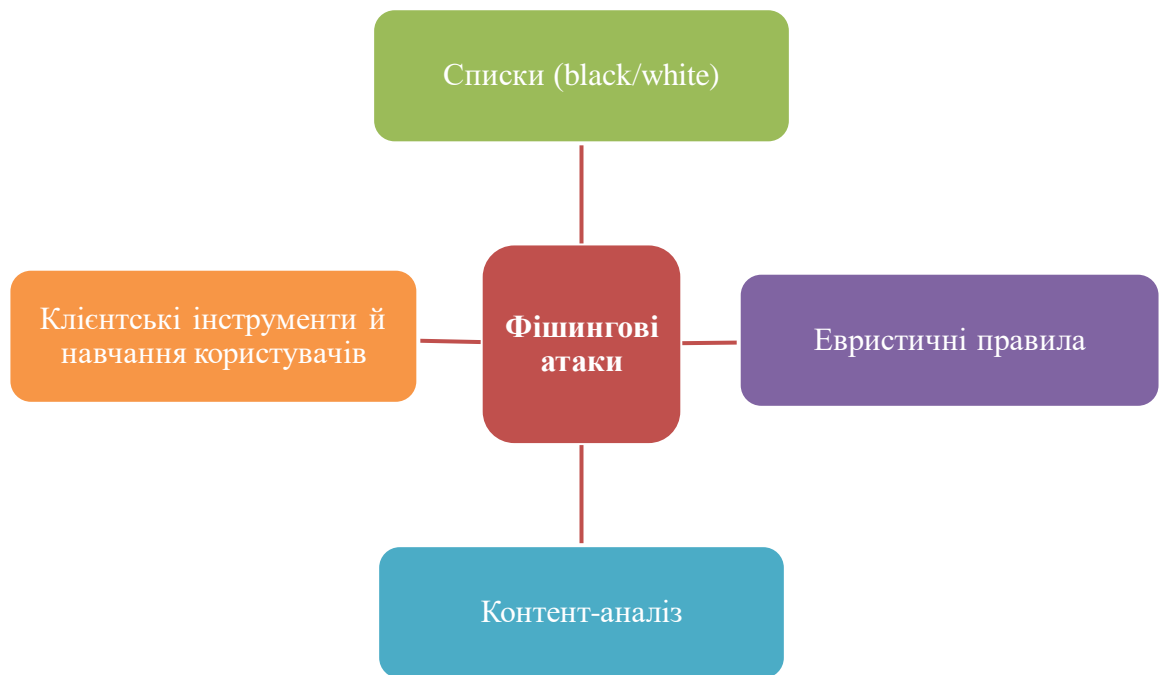 Списки (black/white)
Клієнтські інструменти й
навчання користувачів
Фішингові
атаки
Евристичні правила
Контент-аналіз